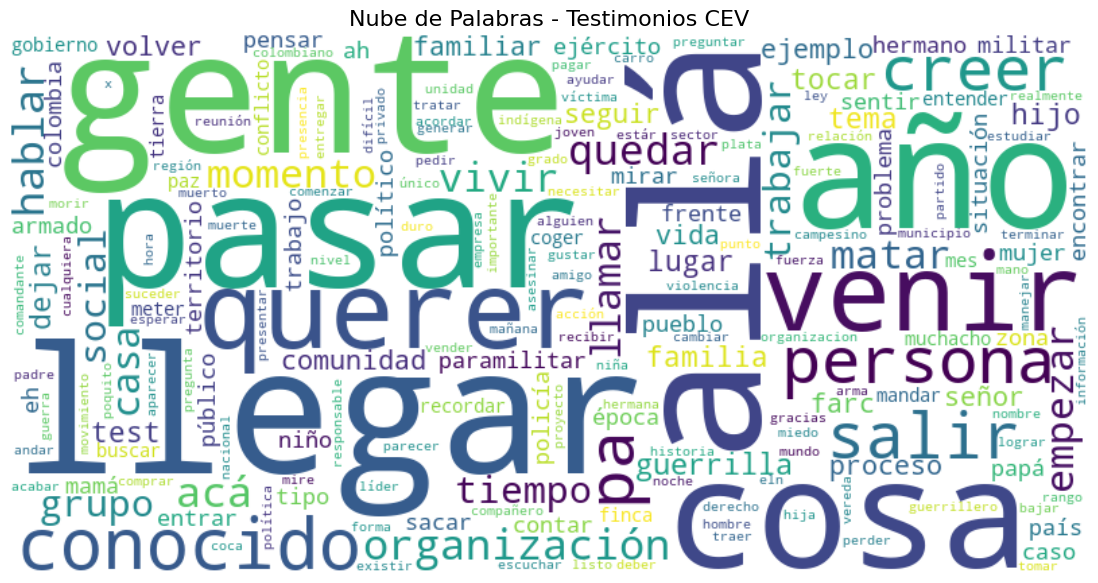 Nube de Palabras - Testimonios CEV
gobierno
volver
pensar
ah
familiar
ejército
preguntar
ejemplo
hermano
militar
colombiano
pagar
carro
hablar
colombia
gente
x
reunión
tierra
conflicto
presencia
entregar
difícil
privado
unidad
tratar
acordar
generar
ayudar
víctima
indígena
seguir
joven
estár
sector
allá
tocar
creer
ley
sentir
entender
realmente
tema
hijo
relación
estudiar
región
paz
momento
pedir
grado
único
vivir
quedar
plata
mirar
señora
necesitar
trabajar
año
fuerte
problema
partido
situación
encontrar
morir
armado
muerto
comenzar
muerte
duro
político
pasar
hora
territorio
trabajo
nivel
empresa
importante
alguien
coger
gustar
amigo
asesinar
frente
vida
punto
lugar
violencia
campesino
municipio
terminar
fuerza
matar
mes
mujer
mano
manejar
comandante
cualquiera
dejar
social
suceder
meter
esperar
querer
presentar
acción
mañana
recibir
llamar
pueblo
cambiar
organizacion
venir
muchacho
zona
información
casa
comunidad
vender
paramilitar
niña
familia
persona
empezar
padre
eh
guerra
movimiento
poquito
aparecer
pregunta
público
llegar
recordar
policía
proyecto
hermana
época
a
pa
arma
farc
mandar
señor
gracias
miedo
nombre
lograr
test
buscar
andar
nacional
niño
responsable
parecer
historia
mundo
salir
acabar
mamá
comprar
acá
mire
tipo
líder
tiempo
noche
guerrilla
eln
proceso
papá
rango
grupo
entrar
política
compañero
contar
finca
cosa
derecho
hombre
traer
hija
vereda
perder
guerrillero
bajar
país
caso
tomar
conocido
coca
forma
existir
sacar
escuchar
organización
listo
deber